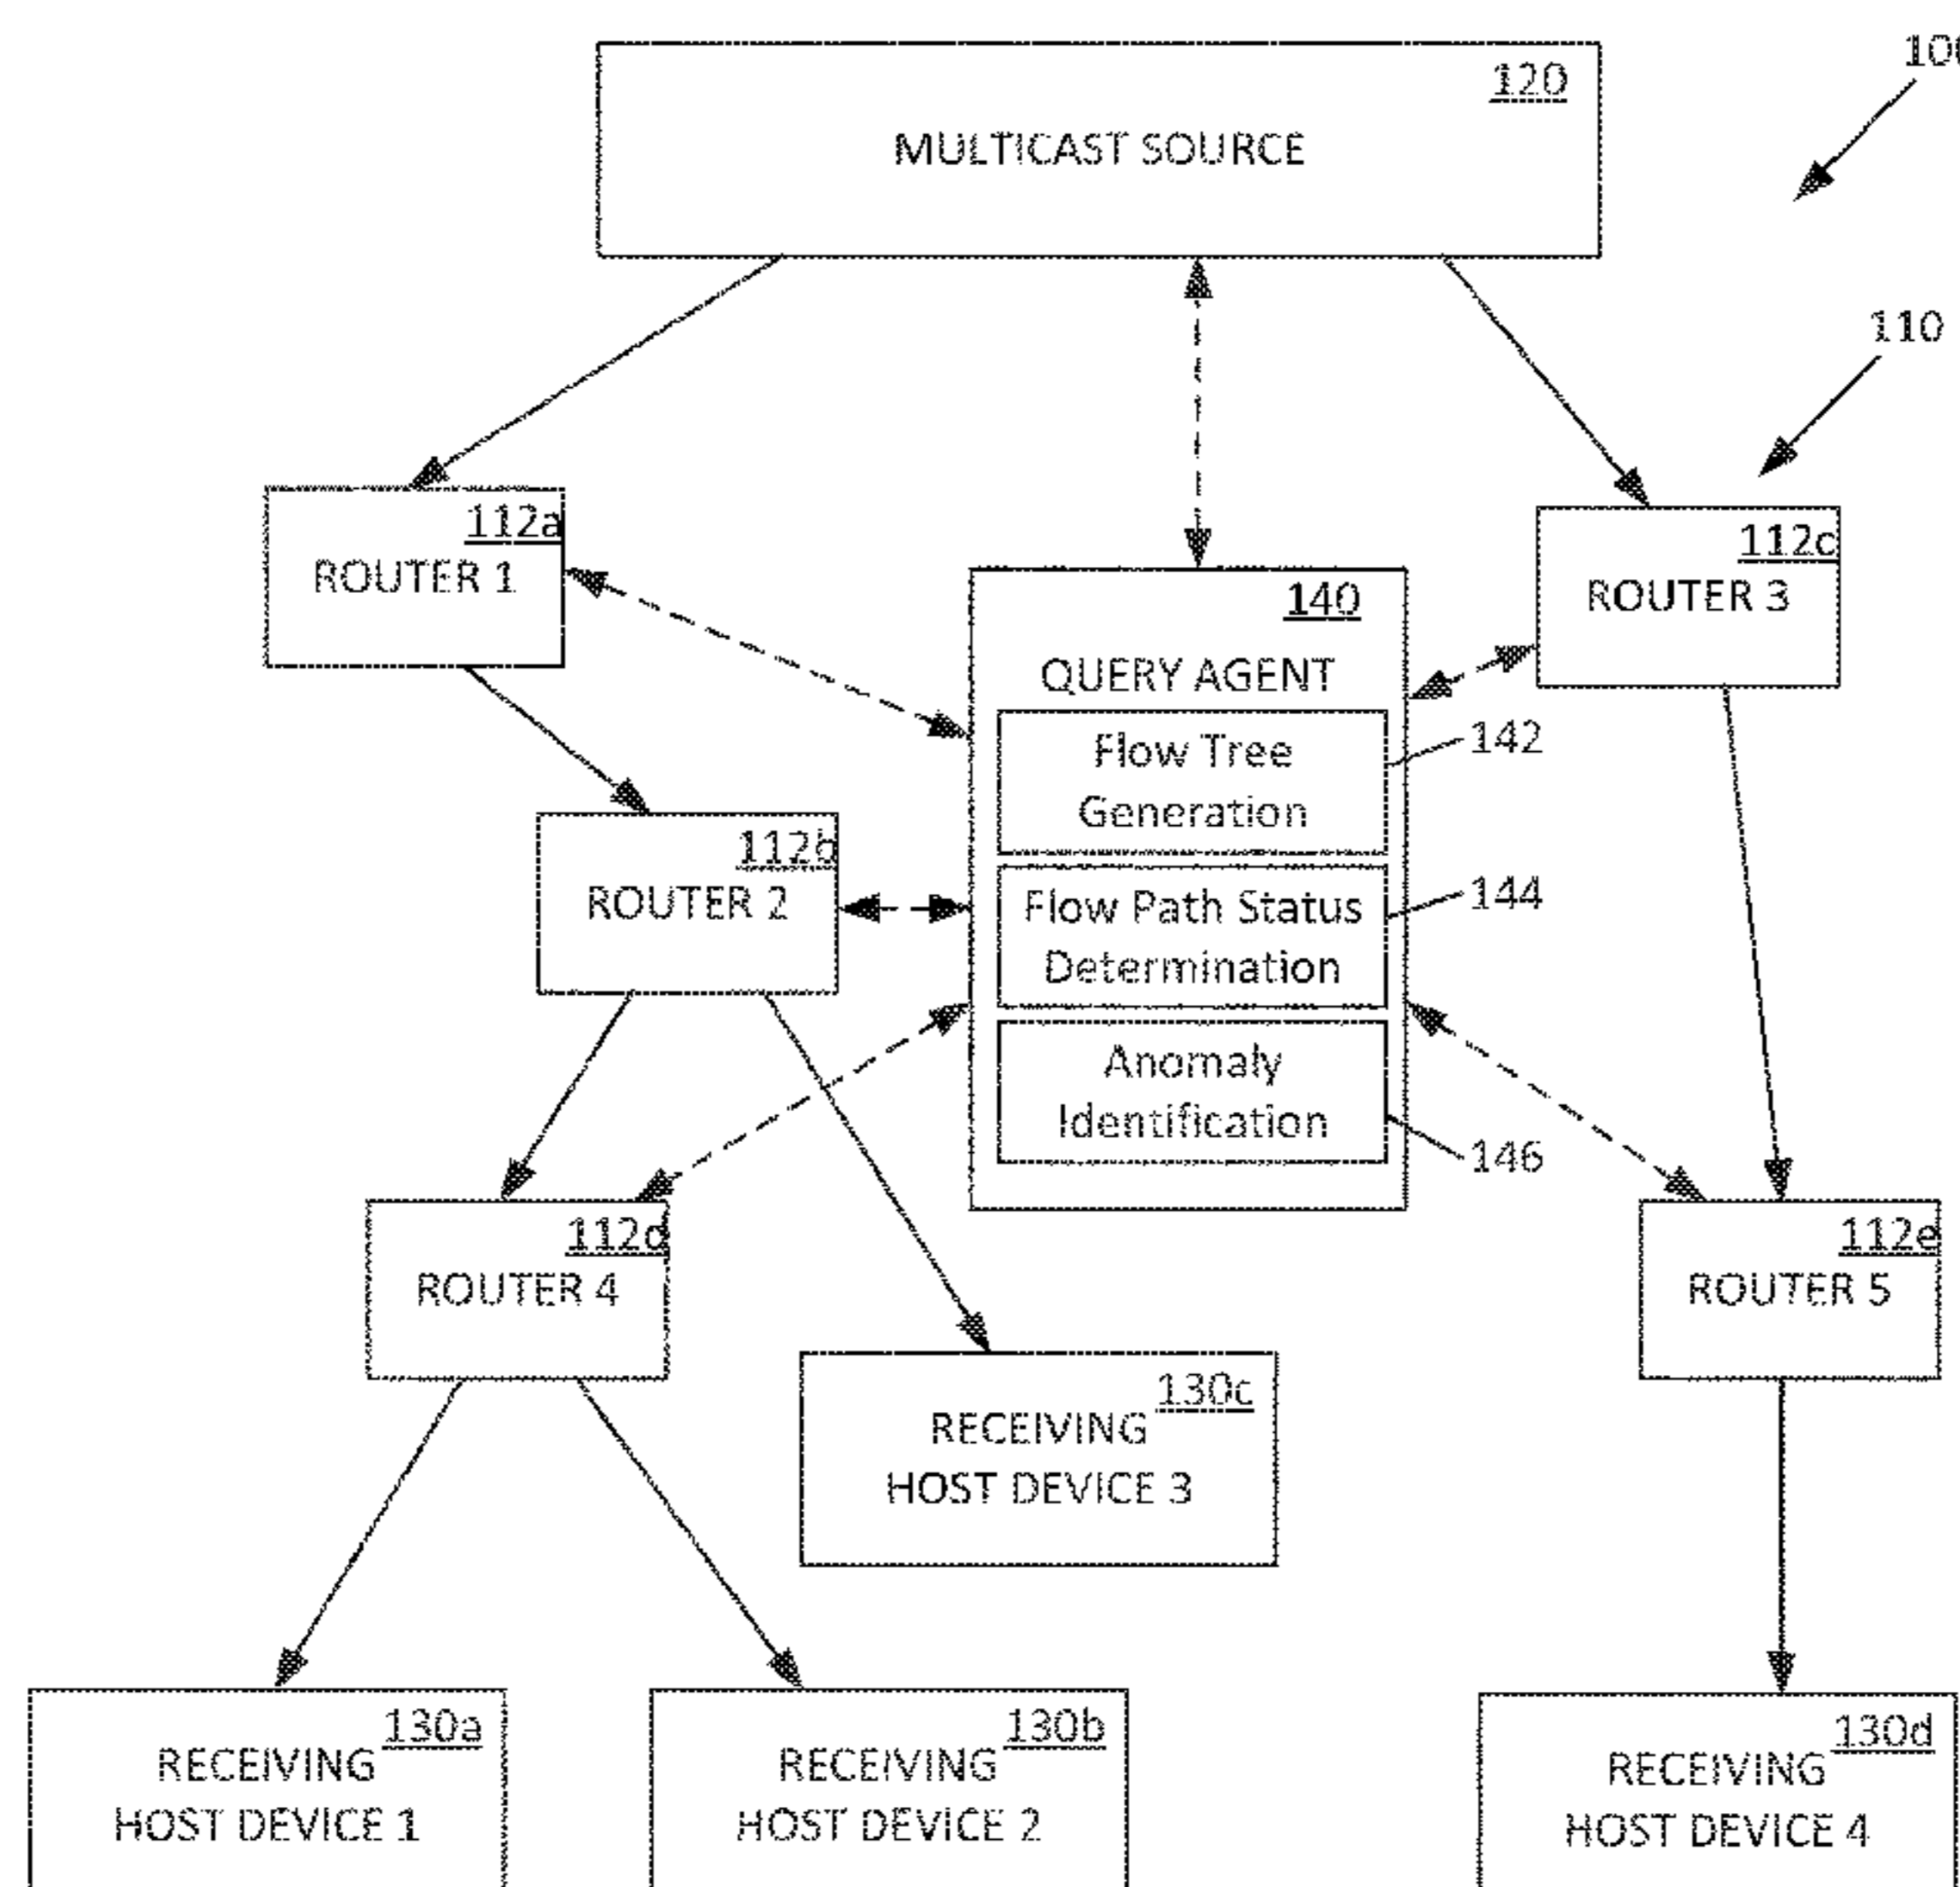 120
MULTICAST SOURCE
110
112a
ROUTER 1
112c
ROUTER 3
140
QUERY AGENT
Flow Tree
Generation
142
112b
ROUTER 2
Flow Path Status
Determination
144
Anomaly
Identification
146
112d
ROUTER 4
112e
ROUTER 5
130c
RECEIVING
HOST DEVICE 3
130a
RECEIVING
HOST DEVICE 1
130b
RECEIVING
HOST DEVICE 2
130d
RECEIVING
HOST DEVICE 4